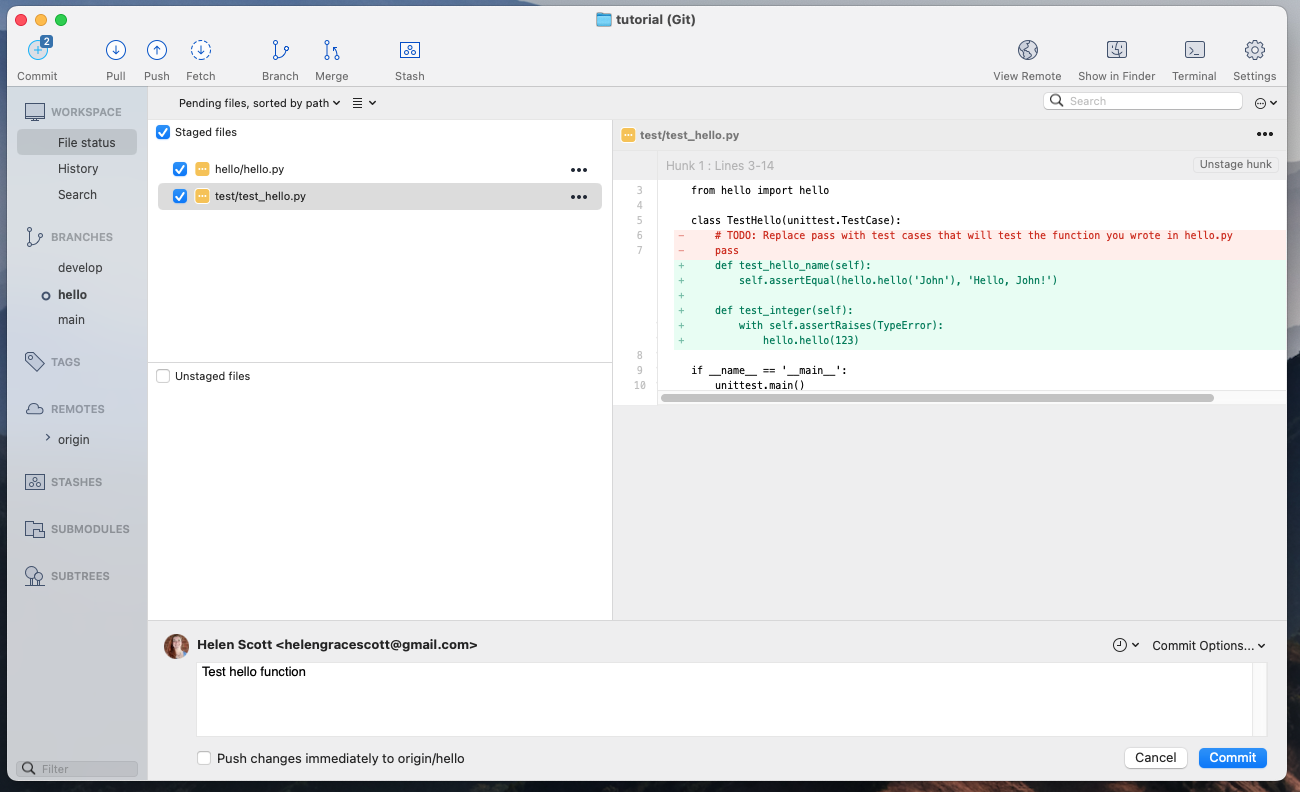 tutorial (Git)
2
Commit
Pull
Push
Fetch
Branch
Merge
Stash
View Remote
Show in Finder
Terminal
Settings
WORKSPACE
File status
History
Search
BRANCHES
develop
hello
main
TAGS
REMOTES
origin
STASHES
SUBMODULES
SUBTREES
Filter
Pending files, sorted by path
Search
Staged files
hello/hello.py
test/test_hello.py
Unstaged files
test/test_hello.py
Hunk 1 : Lines 3-14
Unstage hunk
3 from hello import hello
4
5 class TestHello(unittest.TestCase):
6 - # TODO: Replace pass with test cases that will test the function you wrote in hello.py
7 - pass
+ def test_hello_name(self):
+ self.assertEqual(hello.hello('John'), 'Hello, John!')
+
+ def test_integer(self):
+ with self.assertRaises(TypeError):
+ hello.hello(123)
8
9 if __name__ == '__main__':
10 unittest.main()
Helen Scott <helengracescott@gmail.com>
Commit Options...
Test hello function
Push changes immediately to origin/hello
Cancel
Commit